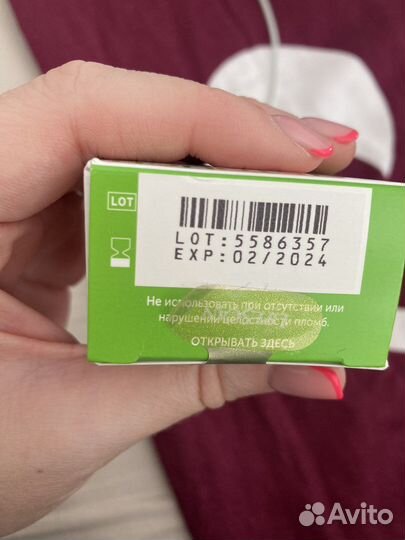 LOT
LOT:5586357
EXP:02/2024
Не использовать при отсутствии или
нарушении целостности пломб.
ОТКРЫВАТЬ ЗДЕСЬ
Avito